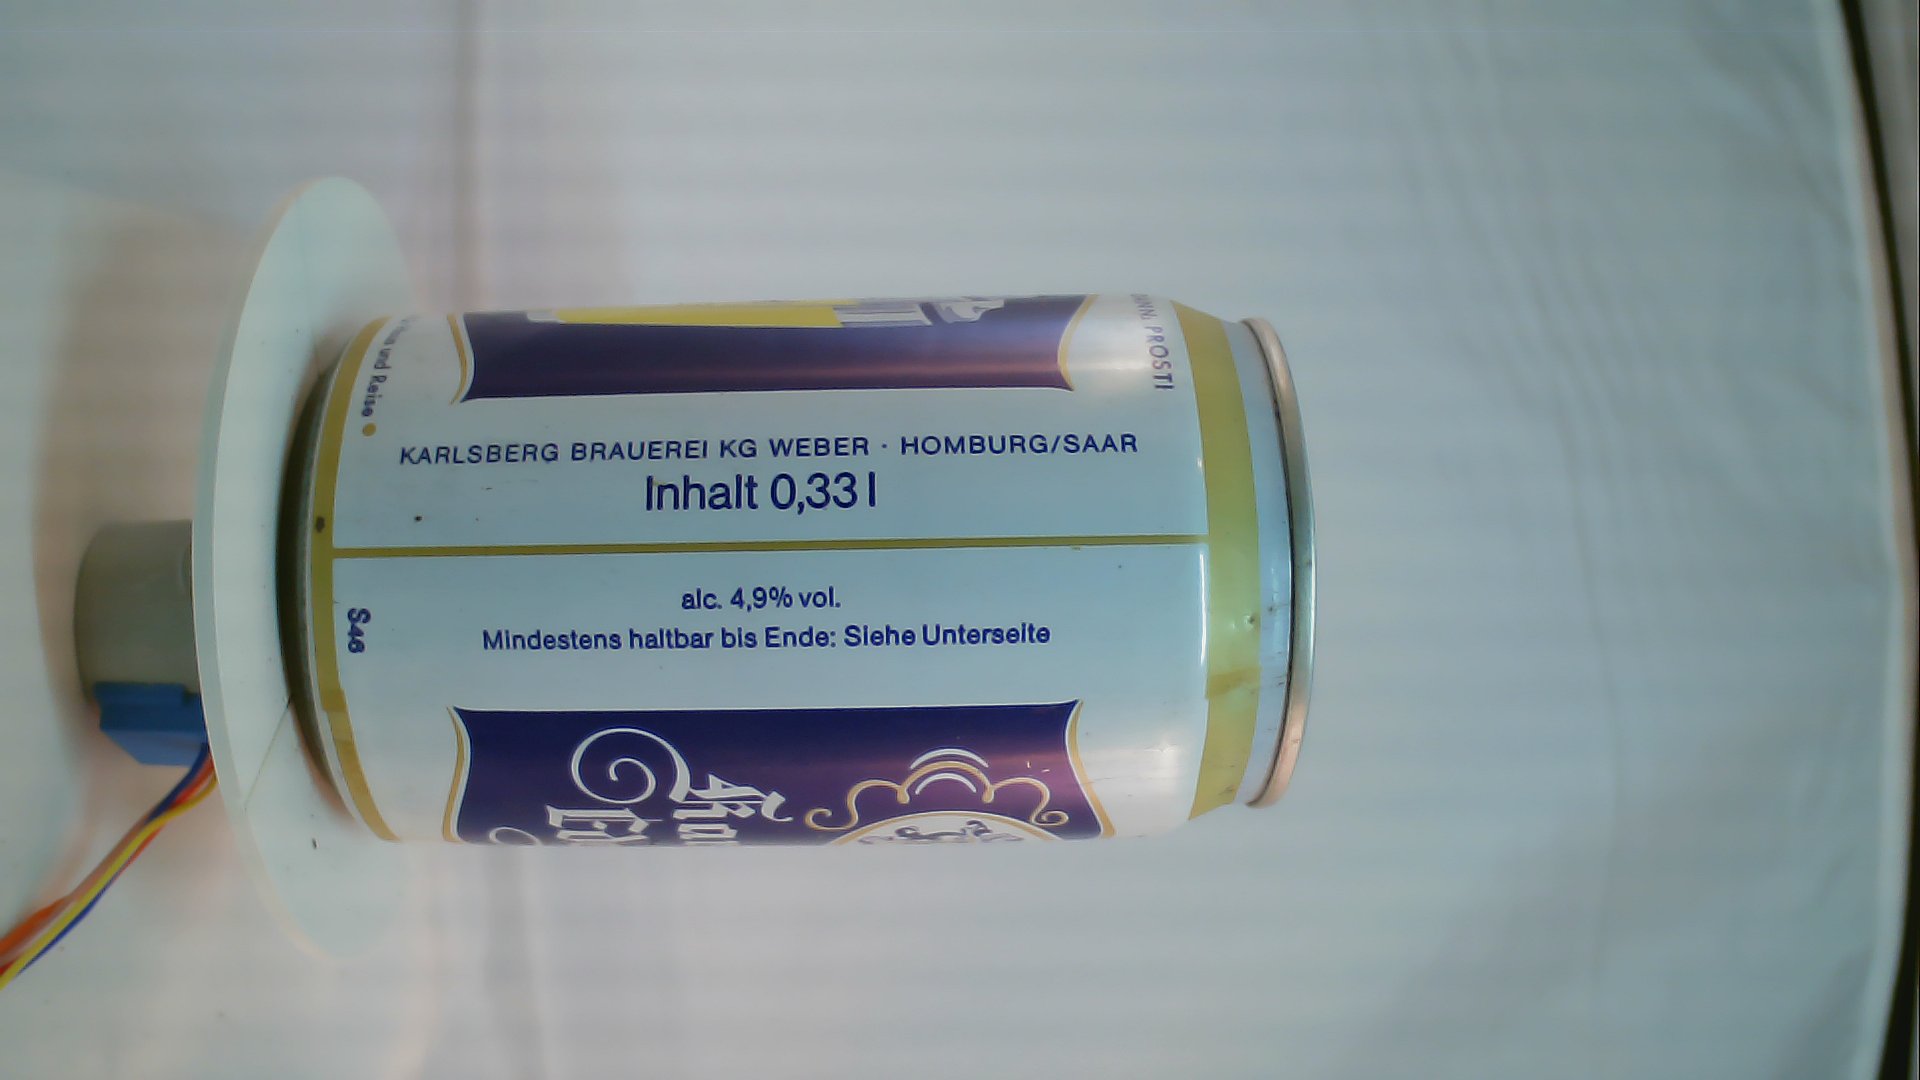 KARLSBERG BRAUEREI KG WEBER · HOMBURG/SAAR
Inhalt 0,33 l
alc. 4,9% vol.
Mindestens haltbar bis Ende: Siehe Unterseite
S46
und Reise •
PROST!